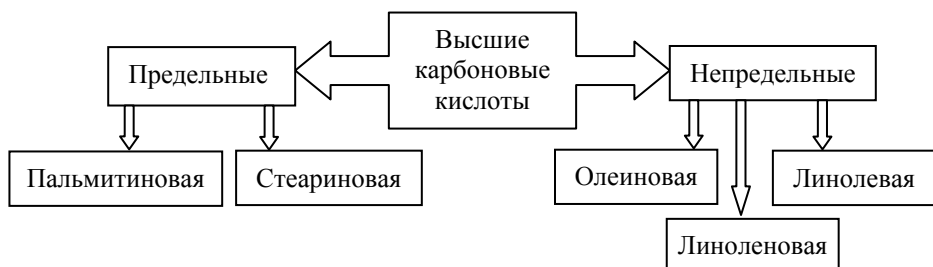 Высшие
карбоновые
кислоты
Предельные
Непредельные
Пальмитиновая
Стеариновая
Олеиновая
Линолевая
Линоленовая